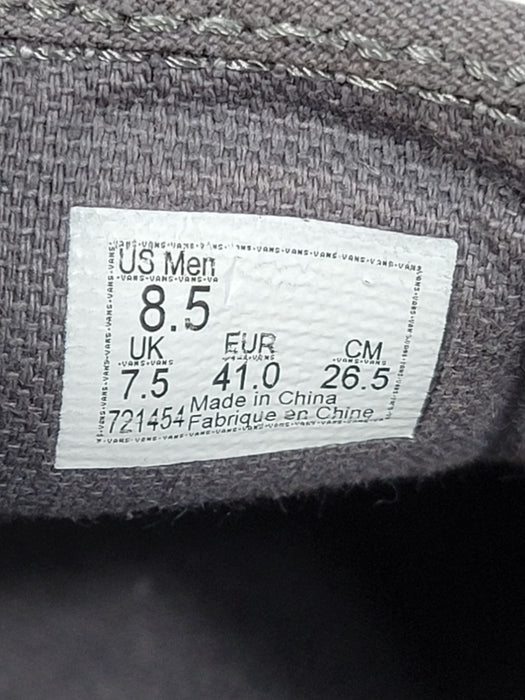 US Men
8.5
UK EUR CM
7.5 41.0 26.5
721454 Made in China
Fabrique en Chine